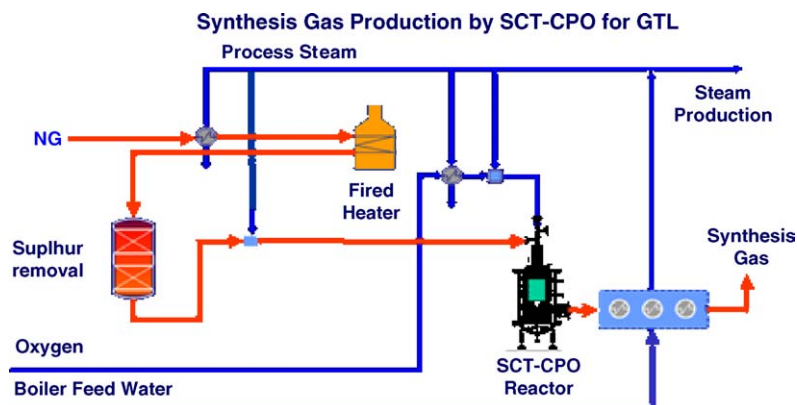 Synthesis Gas Production by SCT-CPO for GTL
Process Steam
Steam
Production
NG
Fired
Heater
Suplhur
removal
Synthesis
Gas
Oxygen
SCT-CPO
Reactor
Boiler Feed Water